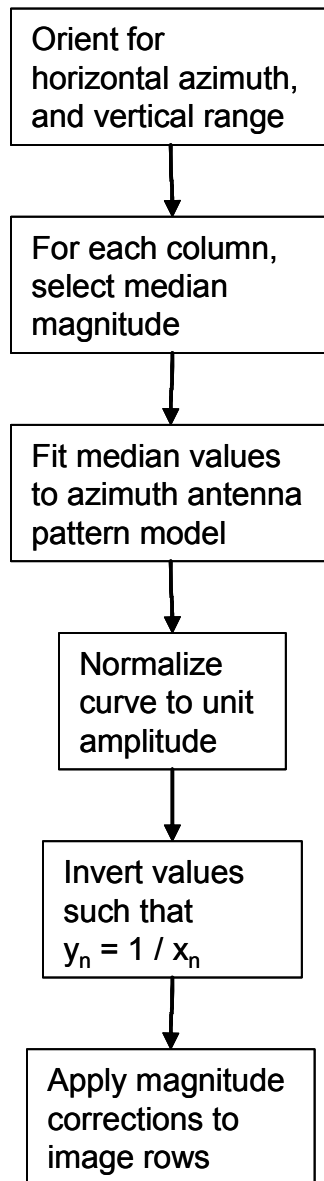 Orient for
horizontal azimuth,
and vertical range
For each column,
select median
magnitude
Fit median values
to azimuth antenna
pattern model
Normalize
curve to unit
amplitude
Invert values
such that
yₙ = 1 / xₙ
Apply magnitude
corrections to
image rows